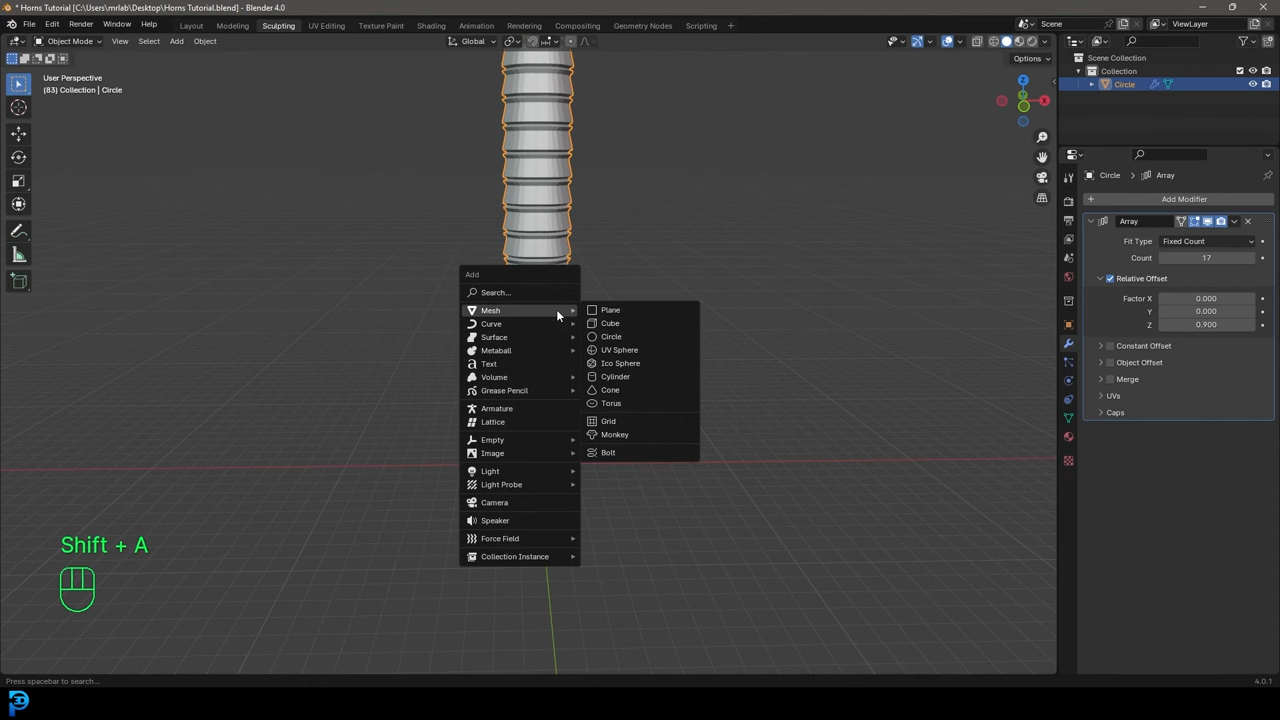 * Horns Tutorial [C:\Users\mrlab\Desktop\Horns Tutorial.blend] - Blender 4.0
File Edit Render Window Help Layout Modeling Sculpting UV Editing Texture Paint Shading Animation Rendering Compositing Geometry Nodes Scripting + Scene ViewLayer
Object Mode View Select Add Object Global
Options
User Perspective
(83) Collection | Circle
Z
X
Scene Collection
Collection
Circle
Circle > Array
+ Add Modifier
Array
Fit Type Fixed Count
Count 17
Relative Offset
Factor X 0.000
Y 0.000
Z 0.900
Constant Offset
Object Offset
Merge
UVs
Caps
Add
Search...
Mesh
Curve
Surface
Metaball
Text
Volume
Grease Pencil
Armature
Lattice
Empty
Image
Light
Light Probe
Camera
Speaker
Force Field
Collection Instance
Plane
Cube
Circle
UV Sphere
Ico Sphere
Cylinder
Cone
Torus
Grid
Monkey
Bolt
Shift + A
Press spacebar to search...
4.0.1